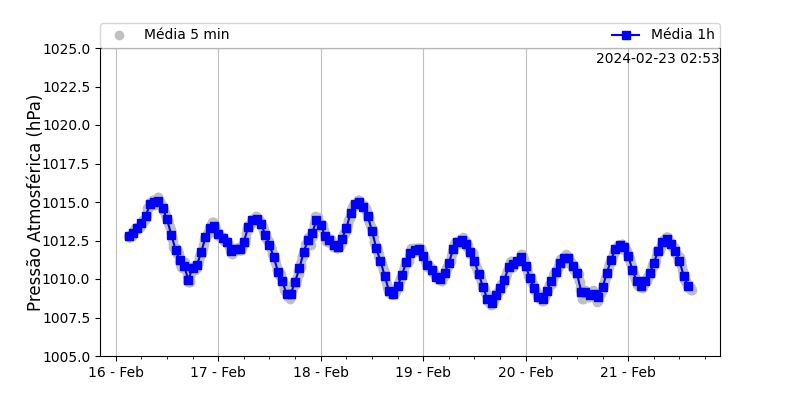 Média 5 min
Média 1h
2024-02-23 02:53
Pressão Atmosférica (hPa)
1025.0
1022.5
1020.0
1017.5
1015.0
1012.5
1010.0
1007.5
1005.0
16 - Feb
17 - Feb
18 - Feb
19 - Feb
20 - Feb
21 - Feb